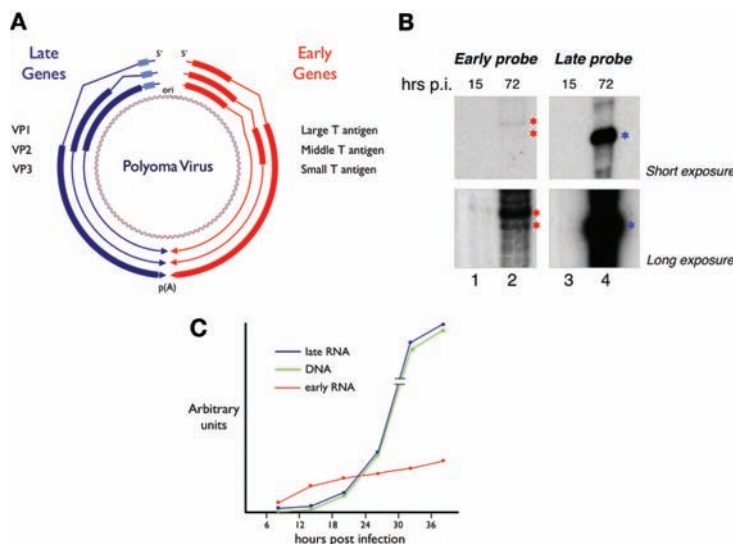 A
Late
Genes
5'
5'
Early
Genes
ori
VP1
VP2
VP3
Polyoma Virus
Large T antigen
Middle T antigen
Small T antigen
p(A)
B
Early probe
Late probe
hrs p.i.
15
72
15
72
Short exposure
Long exposure
1
2
3
4
C
late RNA
DNA
early RNA
Arbitrary
units
6
12
18
24
30
36
hours post infection